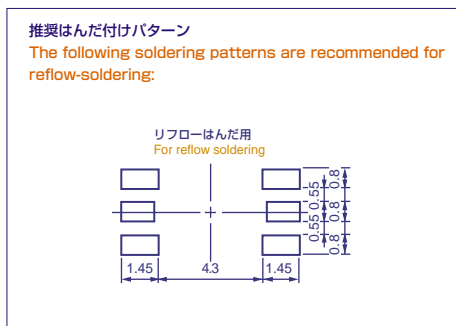 推奨はんだ付けパターン
The following soldering patterns are recommended for
reflow-soldering:
リフローはんだ用
For reflow soldering
0.8
0.55
0.8
0.55
0.8
1.45
4.3
1.45